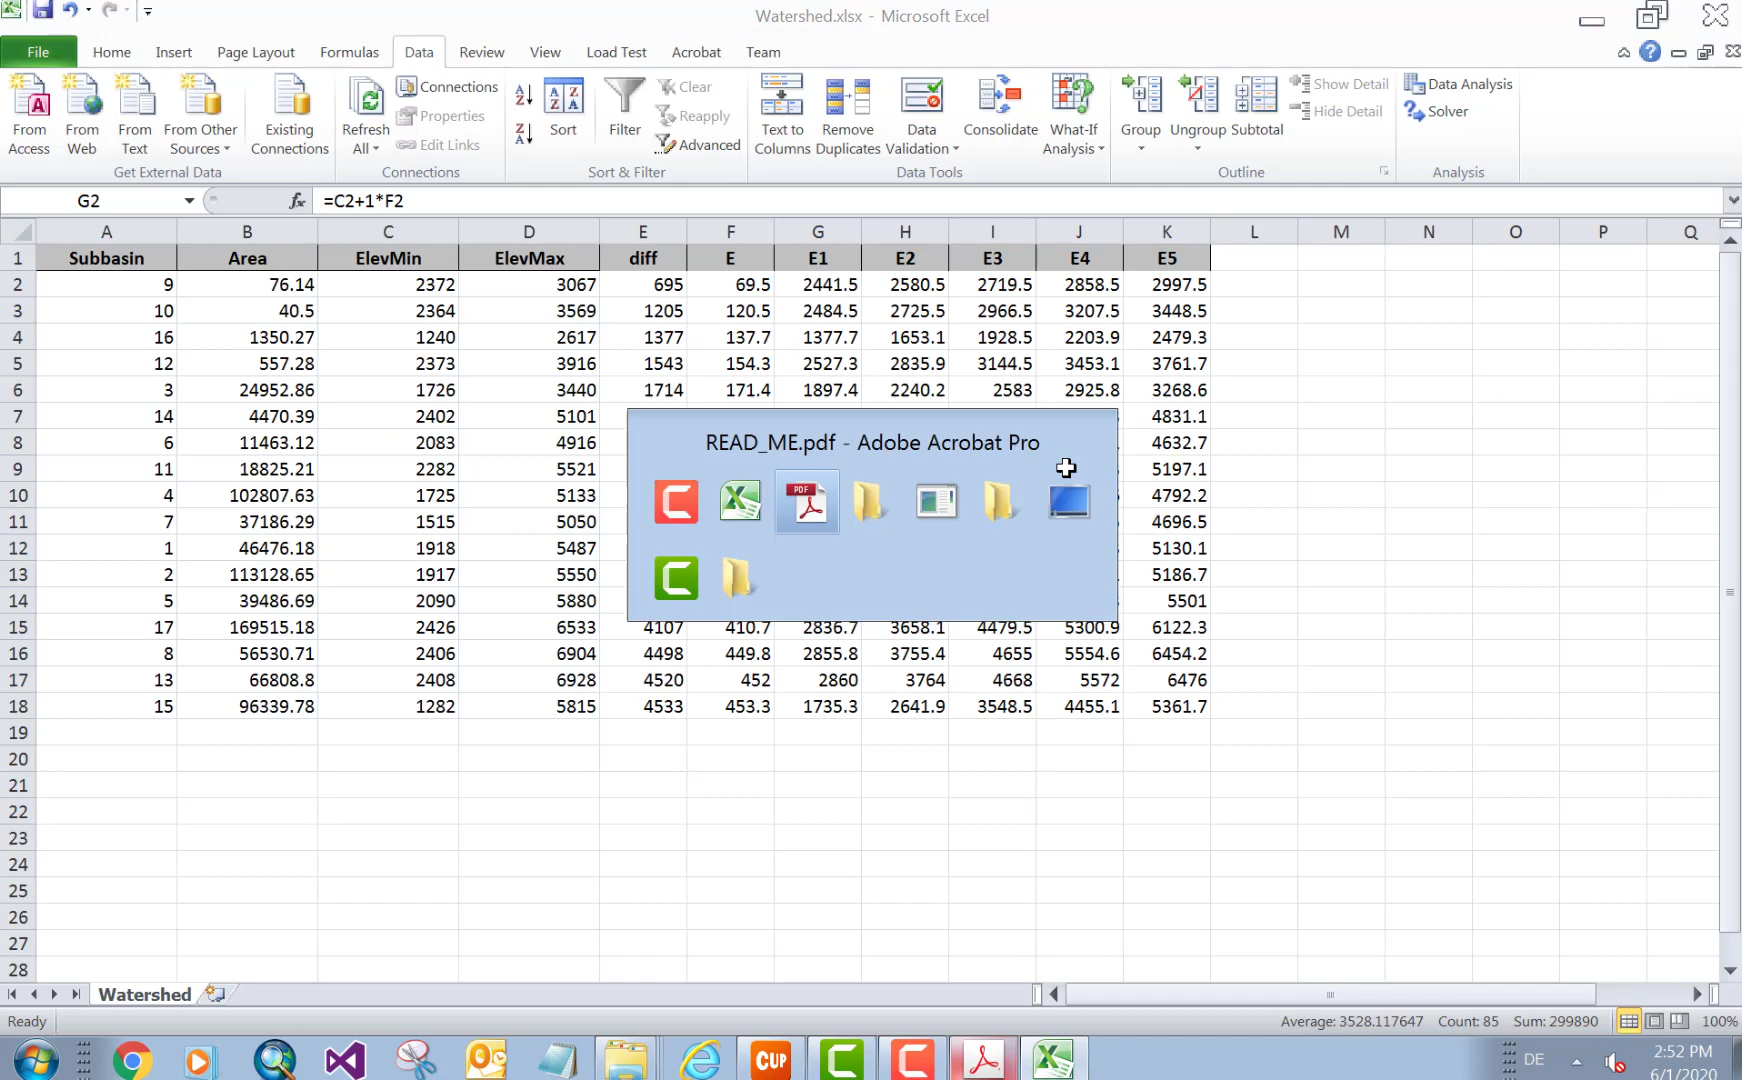 Watershed.xlsx - Microsoft Excel
File Home Insert Page Layout Formulas Data Review View Load Test Acrobat Team
From Access From Web From Text From Other Sources Existing Connections
Get External Data
Refresh All Connections Properties Edit Links
Connections
Sort Filter Clear Reapply Advanced
Sort & Filter
Text to Columns Remove Duplicates Data Validation Consolidate What-If Analysis
Data Tools
Group Ungroup Subtotal Show Detail Hide Detail
Outline
Data Analysis Solver
Analysis
G2 fx =C2+1*F2
A B C D E F G H I J K L M N O P Q
1 Subbasin Area ElevMin ElevMax diff E E1 E2 E3 E4 E5
2 9 76.14 2372 3067 695 69.5 2441.5 2580.5 2719.5 2858.5 2997.5
3 10 40.5 2364 3569 1205 120.5 2484.5 2725.5 2966.5 3207.5 3448.5
4 16 1350.27 1240 2617 1377 137.7 1377.7 1653.1 1928.5 2203.9 2479.3
5 12 557.28 2373 3916 1543 154.3 2527.3 2835.9 3144.5 3453.1 3761.7
6 3 24952.86 1726 3440 1714 171.4 1897.4 2240.2 2583 2925.8 3268.6
7 14 4470.39 2402 5101 4831.1
8 6 11463.12 2083 4916 4632.7
9 11 18825.21 2282 5521 5197.1
10 4 102807.63 1725 5133 4792.2
11 7 37186.29 1515 5050 4696.5
12 1 46476.18 1918 5487 5130.1
13 2 113128.65 1917 5550 5186.7
14 5 39486.69 2090 5880 5501
15 17 169515.18 2426 6533 4107 410.7 2836.7 3658.1 4479.5 5300.9 6122.3
16 8 56530.71 2406 6904 4498 449.8 2855.8 3755.4 4655 5554.6 6454.2
17 13 66808.8 2408 6928 4520 452 2860 3764 4668 5572 6476
18 15 96339.78 1282 5815 4533 453.3 1735.3 2641.9 3548.5 4455.1 5361.7
19
20
21
22
23
24
25
26
27
28
READ_ME.pdf - Adobe Acrobat Pro
PDF
Watershed
Ready Average: 3528.117647 Count: 85 Sum: 299890 100%
CUP DE 2:52 PM
6/1/2020